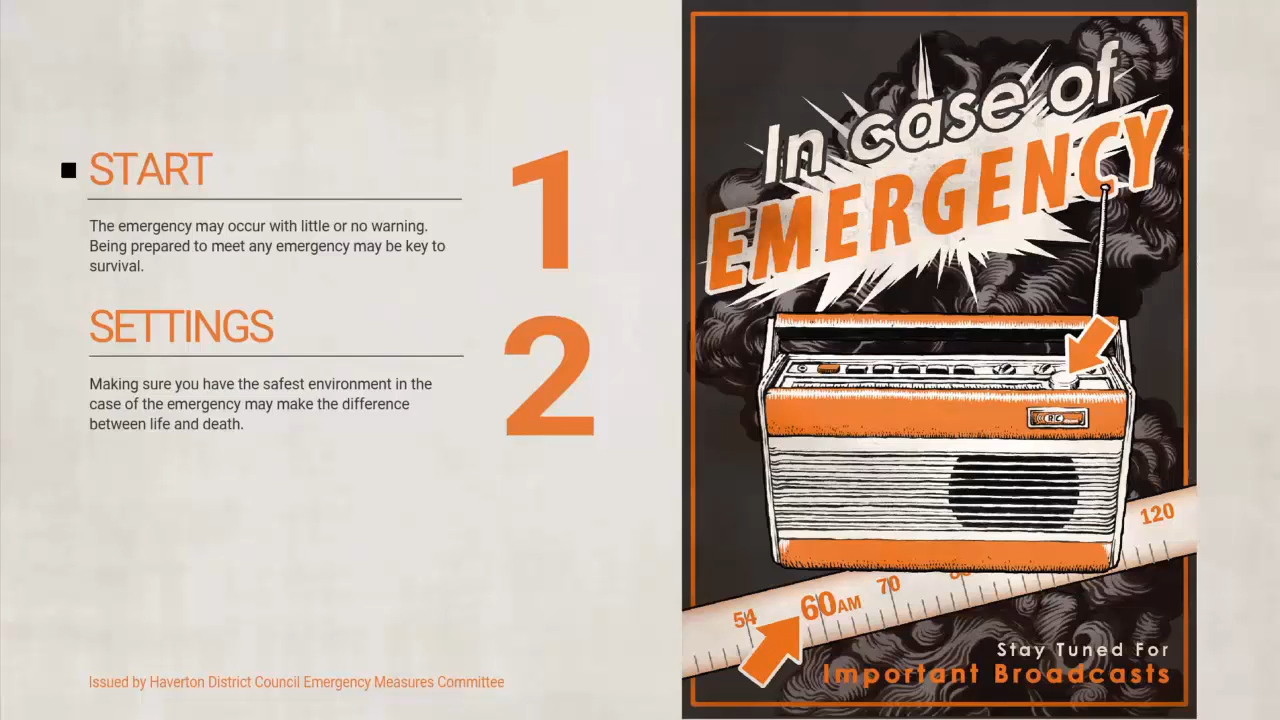 START
1
The emergency may occur with little or no warning.
Being prepared to meet any emergency may be key to
survival.
SETTINGS
2
Making sure you have the safest environment in the
case of the emergency may make the difference
between life and death.
Issued by Haverton District Council Emergency Measures Committee
In case of
EMERGENCY
120
70
60AM
54
Stay Tuned For
Important Broadcasts